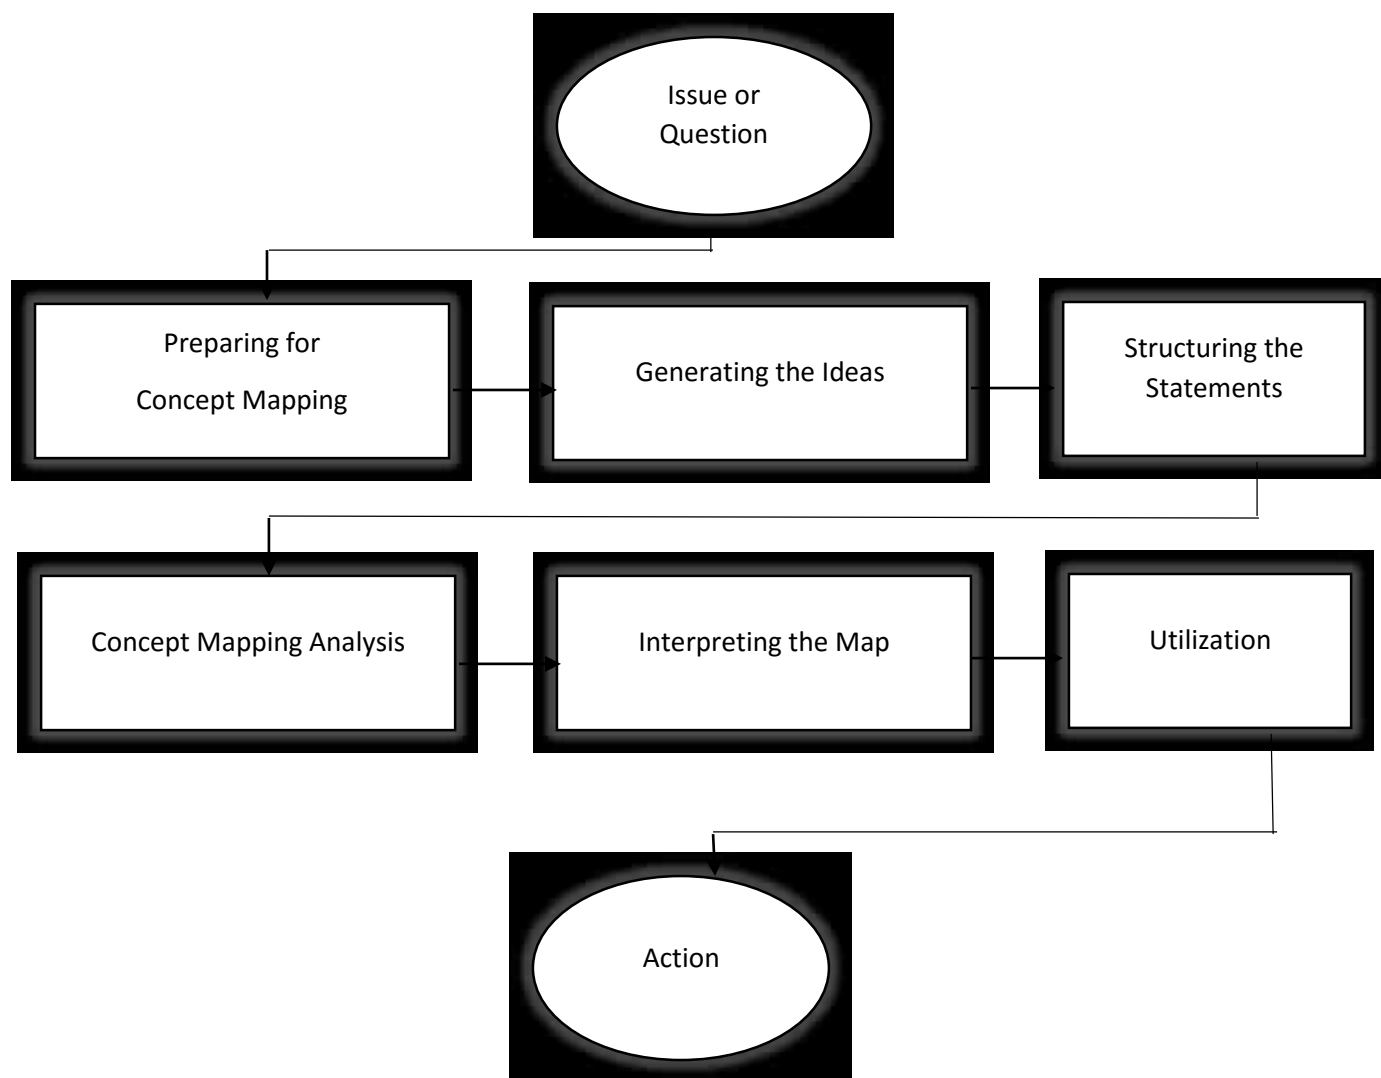 Issue or
Question
Preparing for
Concept Mapping
Generating the Ideas
Structuring the
Statements
Concept Mapping Analysis
Interpreting the Map
Utilization
Action